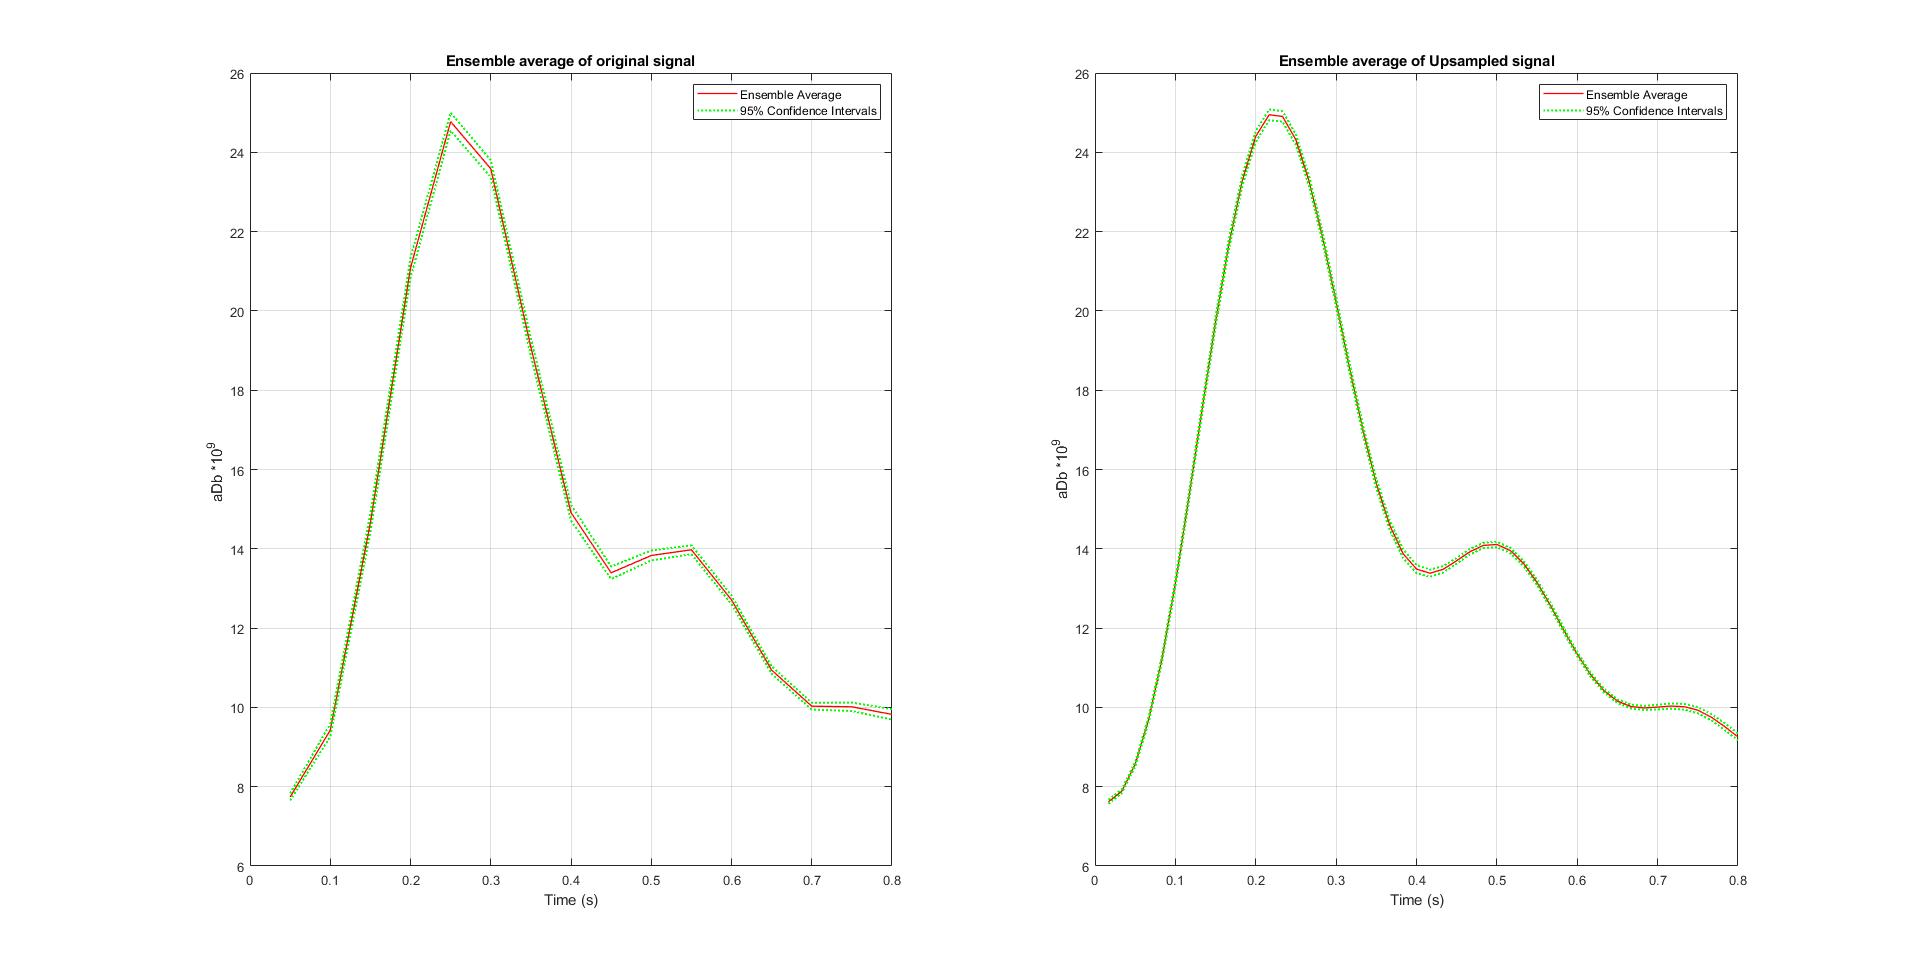 Ensemble average of original signal
Ensemble Average
95% Confidence Intervals
26
24
22
20
18
16
14
12
10
8
6
aDb *10^9
0 0.1 0.2 0.3 0.4 0.5 0.6 0.7 0.8
Time (s)
Ensemble average of Upsampled signal
Ensemble Average
95% Confidence Intervals
26
24
22
20
18
16
14
12
10
8
6
aDb *10^9
0 0.1 0.2 0.3 0.4 0.5 0.6 0.7 0.8
Time (s)